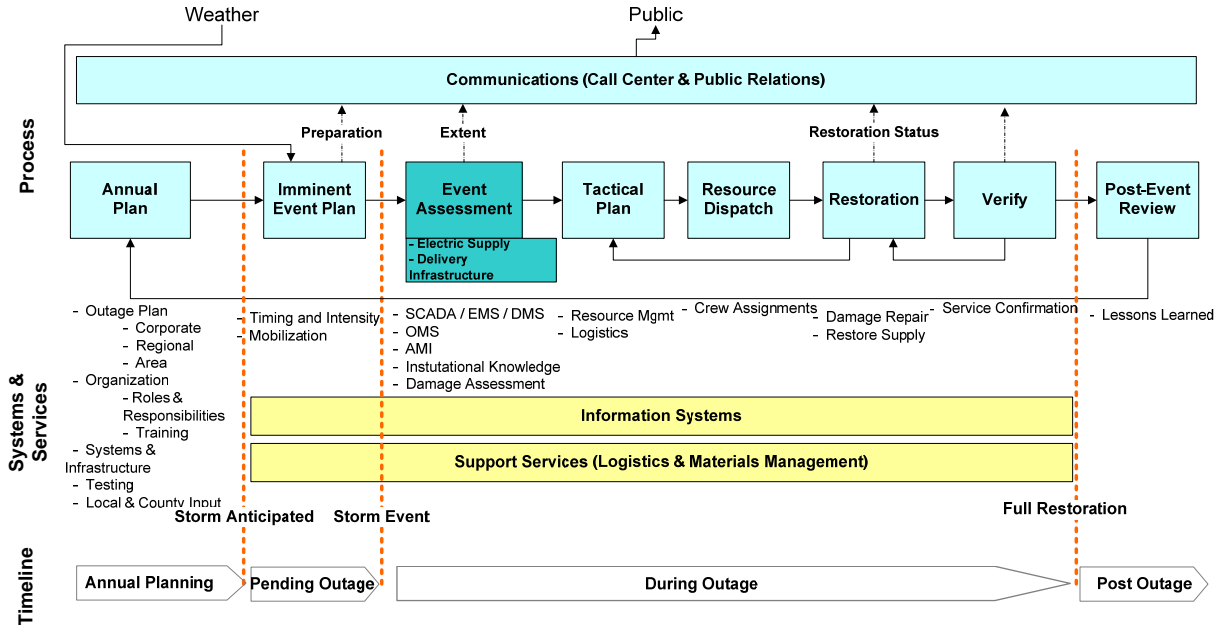 Weather
Public
Communications (Call Center & Public Relations)
Process
Preparation
Extent
Restoration Status
Annual
Plan
Imminent
Event Plan
Event
Assessment
Tactical
Plan
Resource
Dispatch
Restoration
Verify
Post-Event
Review
- Electric Supply
- Delivery
Infrastructure
Systems &
Services
- Outage Plan
- Corporate
- Regional
- Area
- Organization
- Roles &
Responsibilities
- Training
- Systems &
Infrastructure
- Testing
- Local & County Input
- Timing and Intensity
- Mobilization
- SCADA / EMS / DMS
- OMS
- AMI
- Instutational Knowledge
- Damage Assessment
- Resource Mgmt
- Logistics
- Crew Assignments
- Damage Repair
- Restore Supply
- Service Confirmation
- Lessons Learned
Information Systems
Support Services (Logistics & Materials Management)
Storm Anticipated
Storm Event
Full Restoration
Timeline
Annual Planning
Pending Outage
During Outage
Post Outage